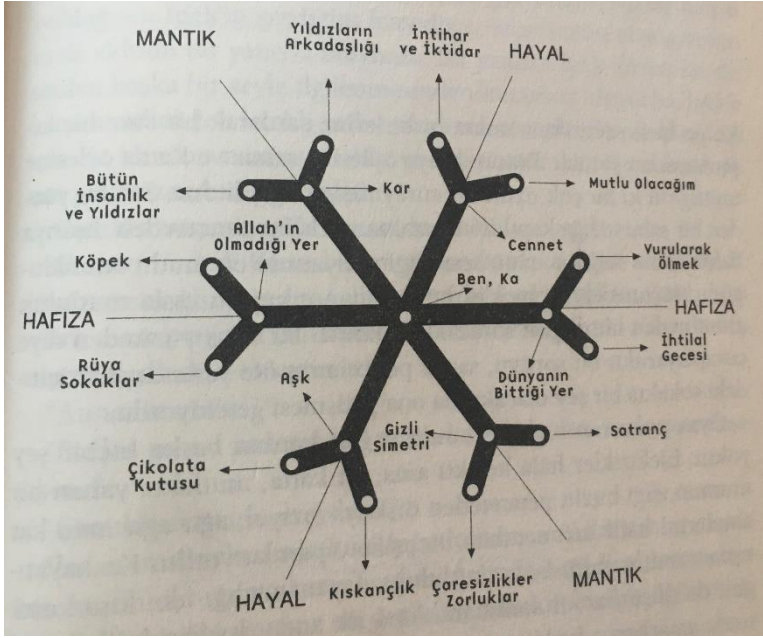 MANTIK
Yıldızların
Arkadaşlığı
İntihar
ve İktidar
HAYAL
Bütün
İnsanlık
ve Yıldızlar
Kar
Mutlu Olacağım
Allah'ın
Olmadığı Yer
Cennet
Köpek
Vurularak
Ölmek
Ben, Ka
HAFIZA
HAFIZA
Rüya
Sokaklar
Aşk
Dünyanın
Bittiği Yer
İhtilal
Gecesi
Gizli
Simetri
Satranç
Çikolata
Kutusu
HAYAL
Kıskançlık
Çaresizlikler
Zorluklar
MANTIK